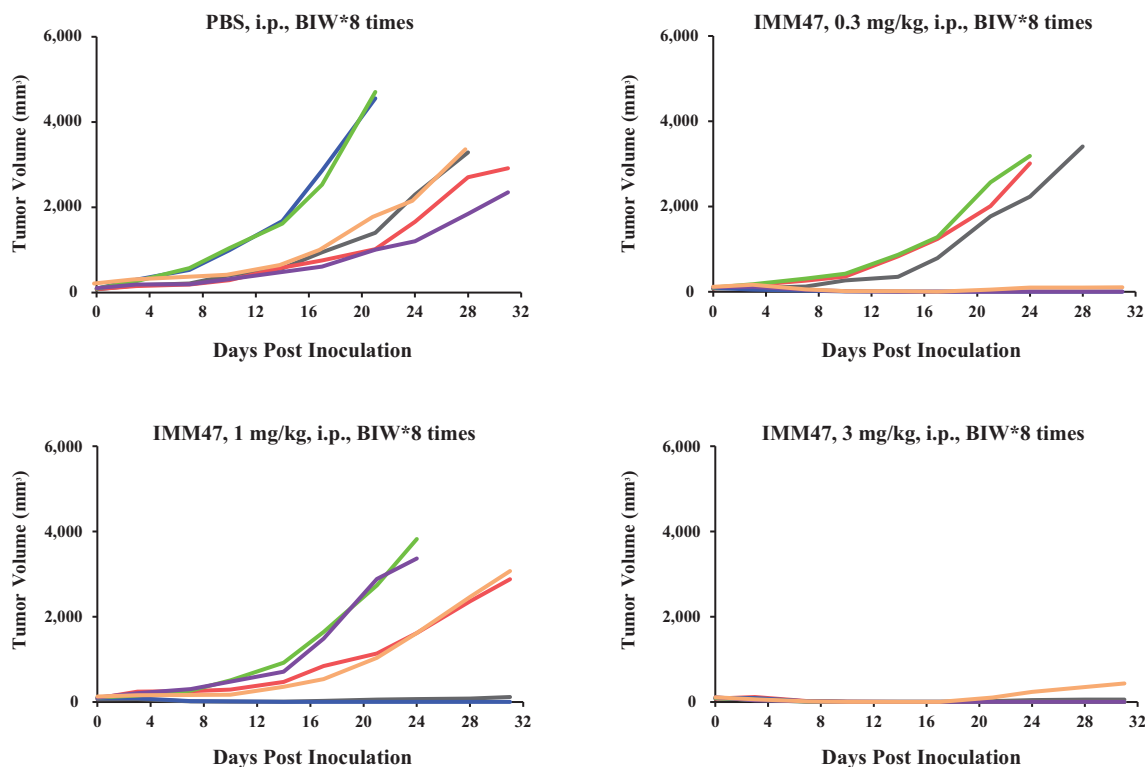 PBS, i.p., BIW*8 times
6,000
4,000
2,000
0
Tumor Volume (mm³)
0 4 8 12 16 20 24 28 32
Days Post Inoculation
IMM47, 0.3 mg/kg, i.p., BIW*8 times
6,000
4,000
2,000
0
Tumor Volume (mm³)
0 4 8 12 16 20 24 28 32
Days Post Inoculation
IMM47, 1 mg/kg, i.p., BIW*8 times
6,000
4,000
2,000
0
Tumor Volume (mm³)
0 4 8 12 16 20 24 28 32
Days Post Inoculation
IMM47, 3 mg/kg, i.p., BIW*8 times
6,000
4,000
2,000
0
Tumor Volume (mm³)
0 4 8 12 16 20 24 28 32
Days Post Inoculation